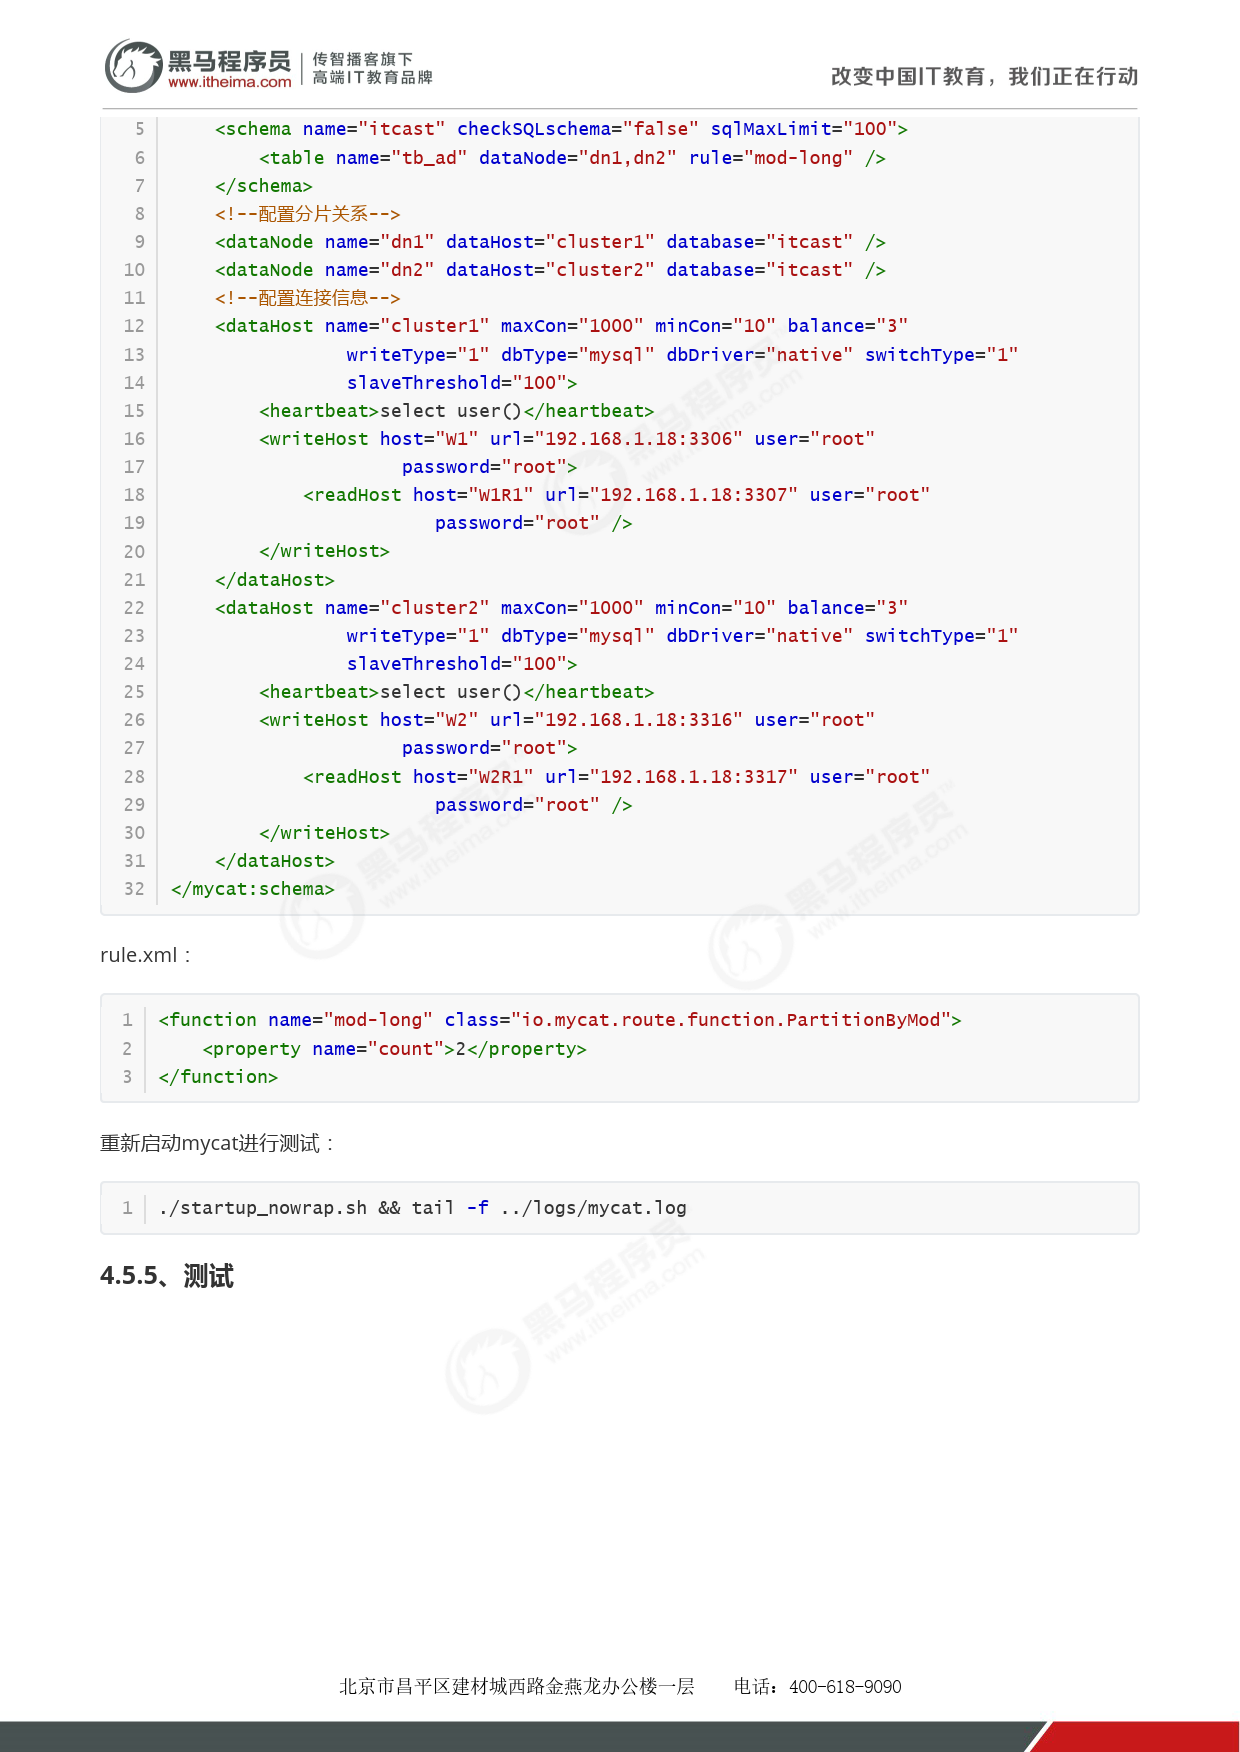 黑马程序员
www.itheima.com
传智播客旗下
高端IT教育品牌
改变中国IT教育，我们正在行动
5 <schema name="itcast" checkSQLschema="false" sqlMaxLimit="100">
6 <table name="tb_ad" dataNode="dn1,dn2" rule="mod-long" />
7 </schema>
8 <!--配置分片关系-->
9 <dataNode name="dn1" dataHost="cluster1" database="itcast" />
10 <dataNode name="dn2" dataHost="cluster2" database="itcast" />
11 <!--配置连接信息-->
12 <dataHost name="cluster1" maxCon="1000" minCon="10" balance="3"
13 writeType="1" dbType="mysql" dbDriver="native" switchType="1"
14 slaveThreshold="100">
15 <heartbeat>select user()</heartbeat>
16 <writeHost host="W1" url="192.168.1.18:3306" user="root"
17 password="root">
18 <readHost host="W1R1" url="192.168.1.18:3307" user="root"
19 password="root" />
20 </writeHost>
21 </dataHost>
22 <dataHost name="cluster2" maxCon="1000" minCon="10" balance="3"
23 writeType="1" dbType="mysql" dbDriver="native" switchType="1"
24 slaveThreshold="100">
25 <heartbeat>select user()</heartbeat>
26 <writeHost host="W2" url="192.168.1.18:3316" user="root"
27 password="root">
28 <readHost host="W2R1" url="192.168.1.18:3317" user="root"
29 password="root" />
30 </writeHost>
31 </dataHost>
32 </mycat:schema>
rule.xml：
1 <function name="mod-long" class="io.mycat.route.function.PartitionByMod">
2 <property name="count">2</property>
3 </function>
重新启动mycat进行测试：
1 ./startup_nowrap.sh && tail -f ../logs/mycat.log
4.5.5、测试
北京市昌平区建材城西路金燕龙办公楼一层 电话：400-618-9090